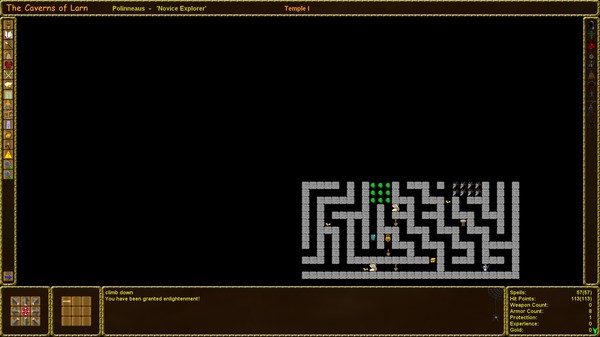 The Caverns of Larn
Polinneaus - 'Novice Explorer'
Temple I
climb down
You have been granted enlightenment!
Spells: 57(57)
Hit Points: 113(113)
Weapon Count: 0
Armor Count: 8
Protection: 1
Experience: 0
Gold: 0